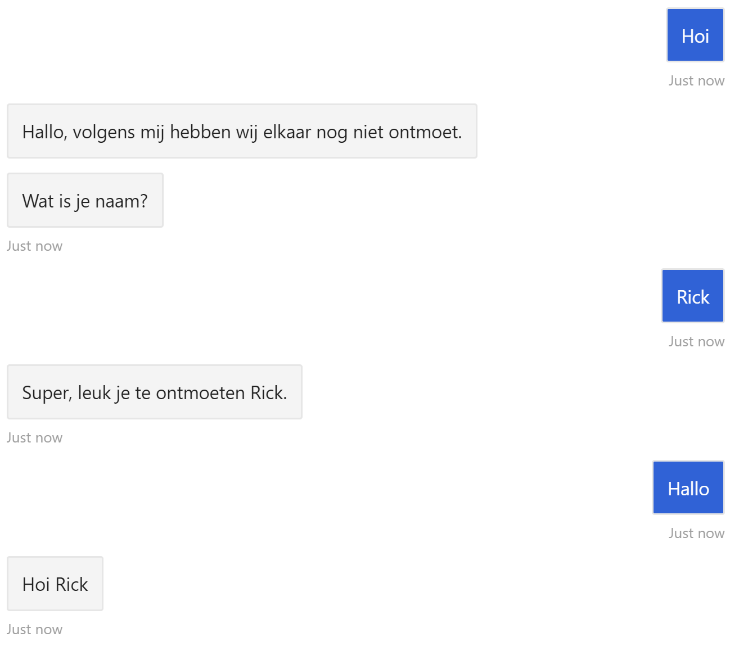 Hoi
Just now
Hallo, volgens mij hebben wij elkaar nog niet ontmoet.
Wat is je naam?
Just now
Rick
Just now
Super, leuk je te ontmoeten Rick.
Just now
Hallo
Just now
Hoi Rick
Just now